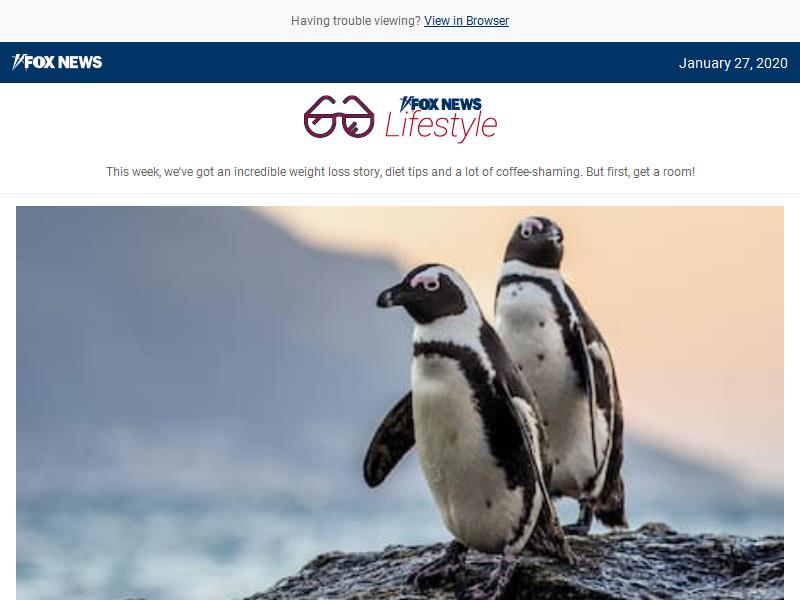 Having trouble viewing? View in Browser
FOX NEWS
January 27, 2020
FOX NEWS
Lifestyle
This week, we've got an incredible weight loss story, diet tips and a lot of coffee-shaming. But first, get a room!